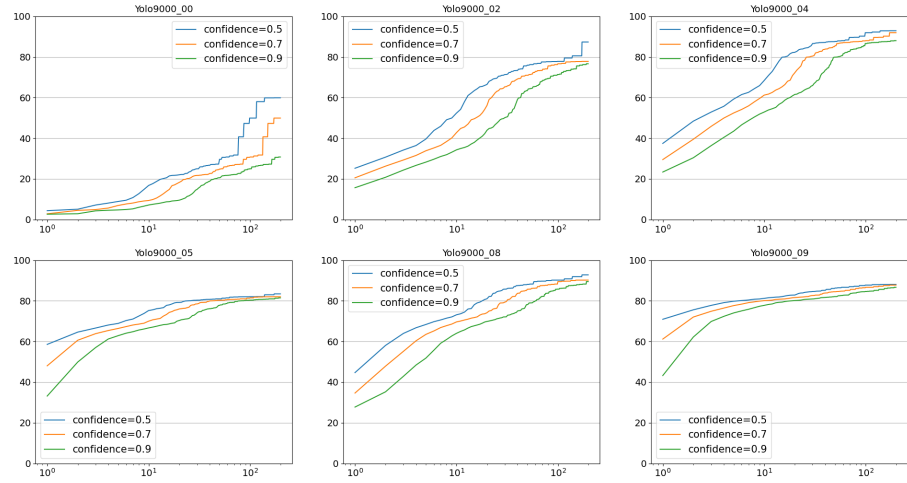 Yolo9000_00
confidence=0.5
confidence=0.7
confidence=0.9
100
80
60
40
20
0
10⁰
10¹
10²
Yolo9000_02
confidence=0.5
confidence=0.7
confidence=0.9
100
80
60
40
20
0
10⁰
10¹
10²
Yolo9000_04
confidence=0.5
confidence=0.7
confidence=0.9
100
80
60
40
20
0
10⁰
10¹
10²
Yolo9000_05
100
80
60
40
20
0
confidence=0.5
confidence=0.7
confidence=0.9
10⁰
10¹
10²
Yolo9000_08
confidence=0.5
confidence=0.7
confidence=0.9
100
80
60
40
20
0
10⁰
10¹
10²
Yolo9000_09
100
80
60
40
20
0
confidence=0.5
confidence=0.7
confidence=0.9
10⁰
10¹
10²